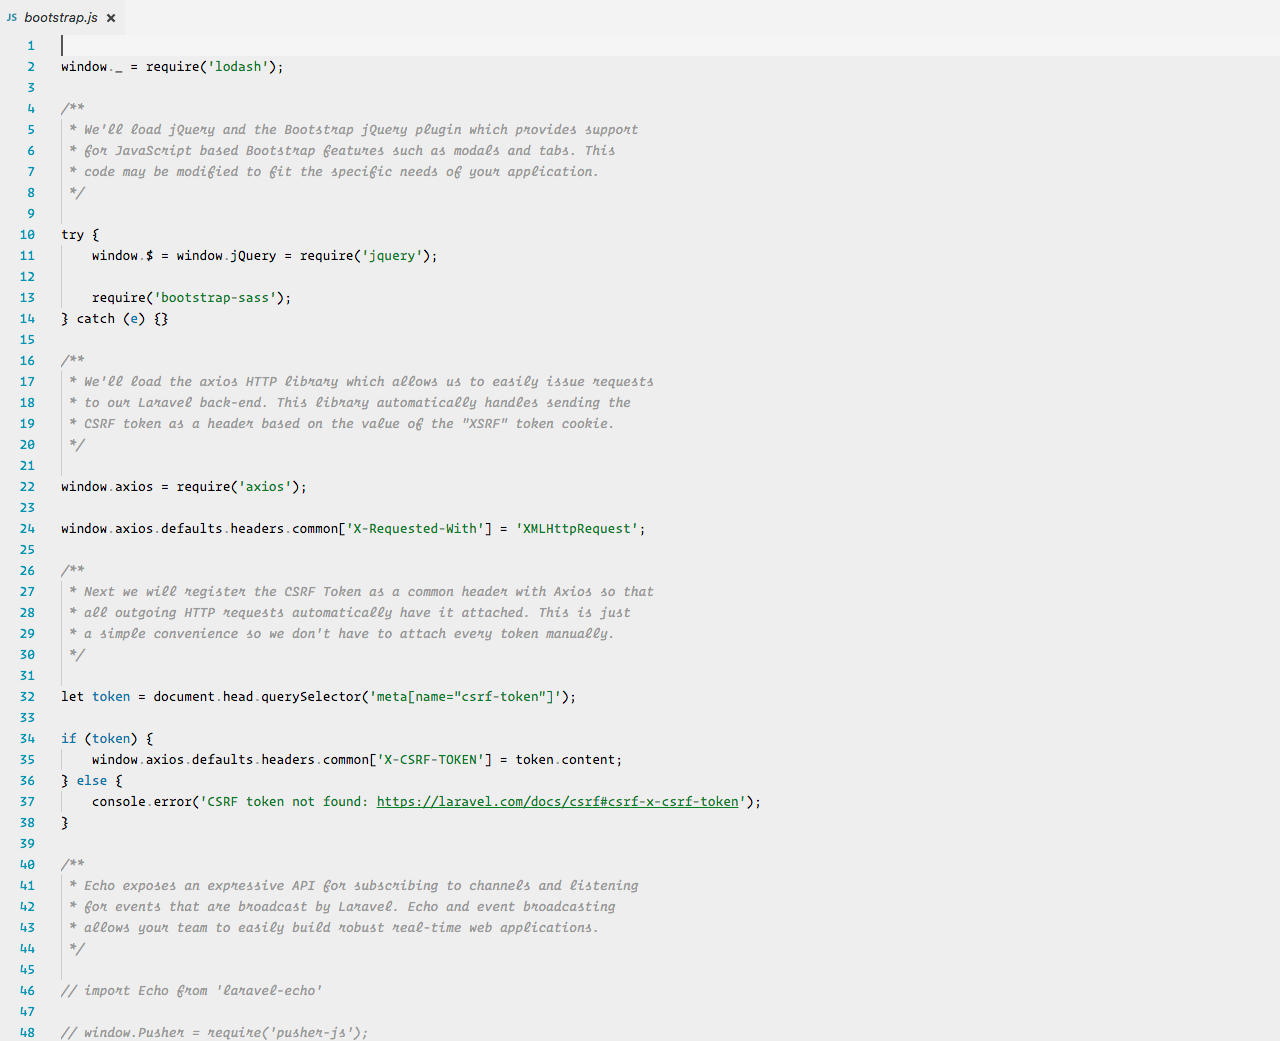 JS bootstrap.js ×
1
2 window._ = require('lodash');
3
4 /**
5  * We'll load jQuery and the Bootstrap jQuery plugin which provides support
6  * for JavaScript based Bootstrap features such as modals and tabs. This
7  * code may be modified to fit the specific needs of your application.
8  */
9
10 try {
11     window.$ = window.jQuery = require('jquery');
12
13     require('bootstrap-sass');
14 } catch (e) {}
15
16 /**
17  * We'll load the axios HTTP library which allows us to easily issue requests
18  * to our Laravel back-end. This library automatically handles sending the
19  * CSRF token as a header based on the value of the "XSRF" token cookie.
20  */
21
22 window.axios = require('axios');
23
24 window.axios.defaults.headers.common['X-Requested-With'] = 'XMLHttpRequest';
25
26 /**
27  * Next we will register the CSRF Token as a common header with Axios so that
28  * all outgoing HTTP requests automatically have it attached. This is just
29  * a simple convenience so we don't have to attach every token manually.
30  */
31
32 let token = document.head.querySelector('meta[name="csrf-token"]');
33
34 if (token) {
35     window.axios.defaults.headers.common['X-CSRF-TOKEN'] = token.content;
36 } else {
37     console.error('CSRF token not found: https://laravel.com/docs/csrf#csrf-x-csrf-token');
38 }
39
40 /**
41  * Echo exposes an expressive API for subscribing to channels and listening
42  * for events that are broadcast by Laravel. Echo and event broadcasting
43  * allows your team to easily build robust real-time web applications.
44  */
45
46 // import Echo from 'laravel-echo'
47
48 // window.Pusher = require('pusher-js');